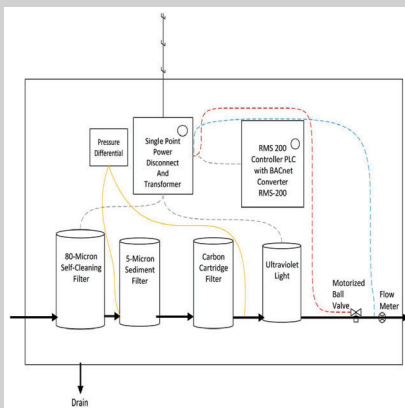 Pressure
Differential
Single Point
Power
Disconnect
And
Transformer
RMS 200
Controller PLC
with BACnet
Converter
RMS-200
80-Micron
Self-Cleaning
Filter
5-Micron
Sediment
Filter
Carbon
Cartridge
Filter
Ultraviolet
Light
Motorized
Ball
Valve
Flow
Meter
Drain